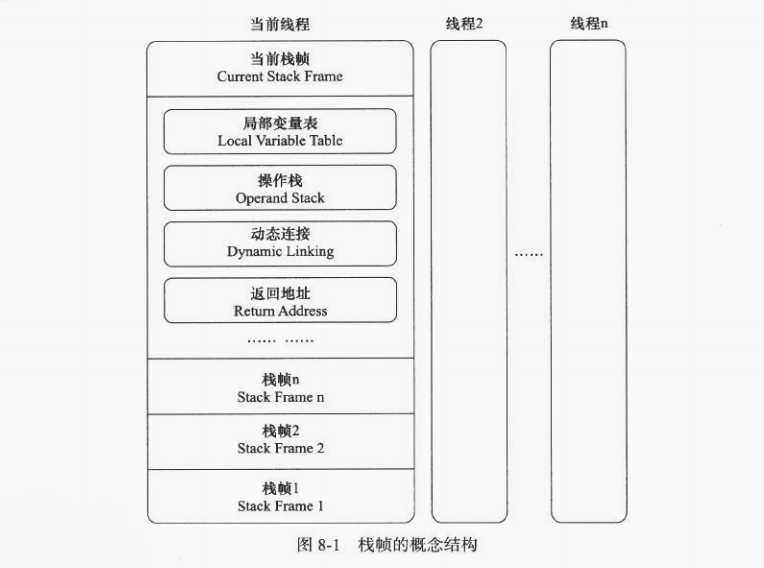 当前线程
线程2
线程n
当前栈帧
Current Stack Frame
局部变量表
Local Variable Table
操作栈
Operand Stack
动态连接
Dynamic Linking
返回地址
Return Address
…… ……
……
栈帧n
Stack Frame n
栈帧2
Stack Frame 2
栈帧1
Stack Frame 1
图 8-1 栈帧的概念结构